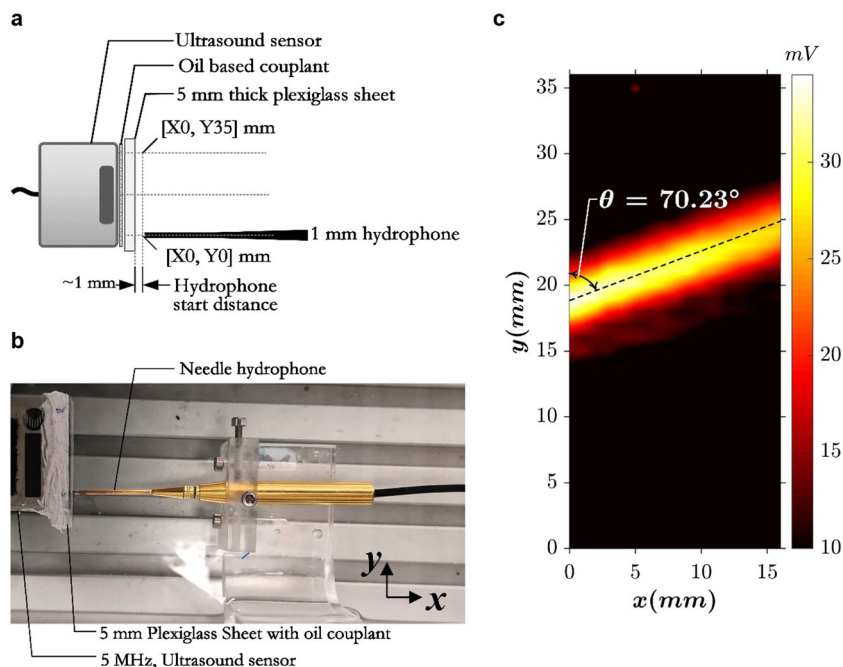 a
Ultrasound sensor
Oil based couplant
5 mm thick plexiglass sheet
[X0, Y35] mm
1 mm hydrophone
[X0, Y0] mm
~1 mm
Hydrophone
start distance
b
Needle hydrophone
y
x
5 mm Plexiglass Sheet with oil couplant
5 MHz, Ultrasound sensor
c
mV
35
30
25
20
15
10
5
0
y(mm)
θ = 70.23°
0
5
10
15
x(mm)
30
25
20
15
10